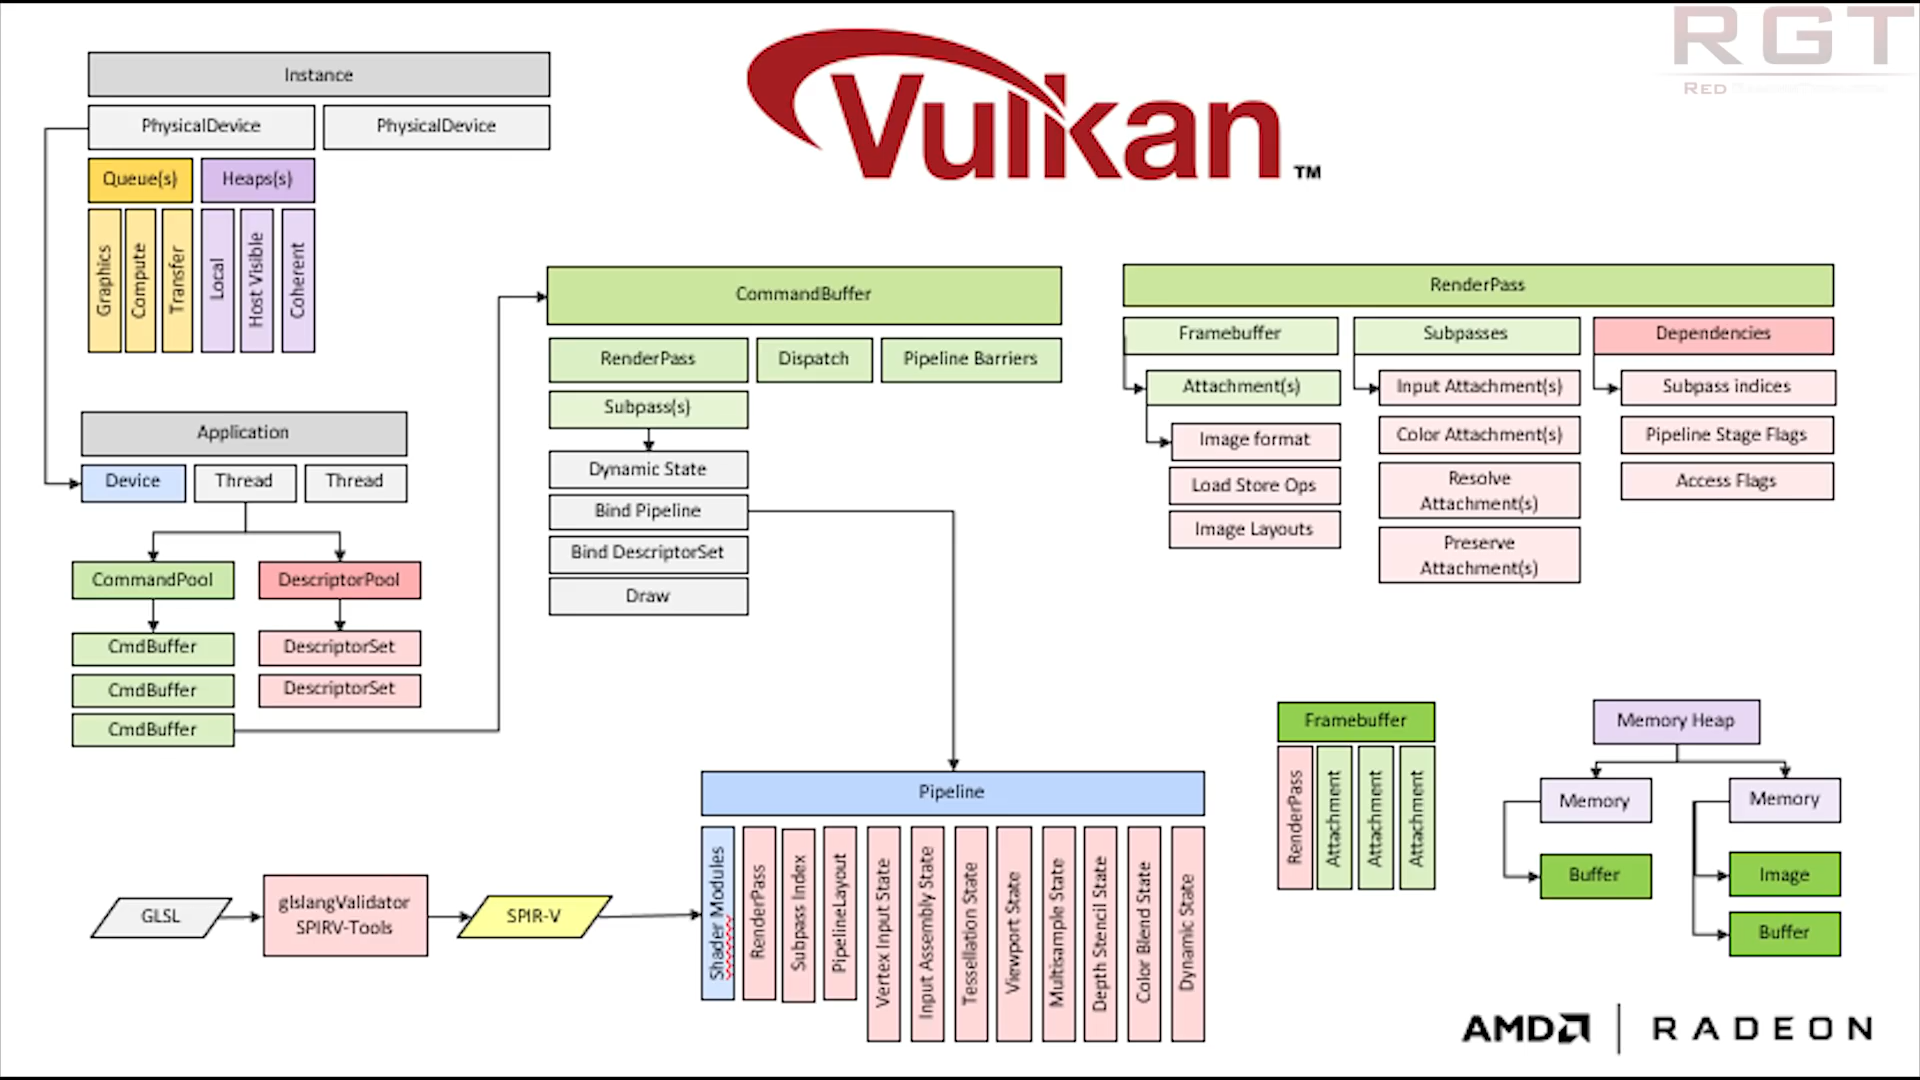 RGT
RED
Vulkan™
Instance
PhysicalDevice
PhysicalDevice
Queue(s)
Heaps(s)
Graphics
Compute
Transfer
Local
Host Visible
Coherent
Application
Device
Thread
Thread
CommandPool
DescriptorPool
CmdBuffer
DescriptorSet
CmdBuffer
DescriptorSet
CmdBuffer
CommandBuffer
RenderPass
Dispatch
Pipeline Barriers
Subpass(s)
Dynamic State
Bind Pipeline
Bind DescriptorSet
Draw
RenderPass
Framebuffer
Subpasses
Dependencies
Attachment(s)
Input Attachment(s)
Subpass indices
Image format
Color Attachment(s)
Pipeline Stage Flags
Load Store Ops
Resolve
Attachment(s)
Access Flags
Image Layouts
Preserve
Attachment(s)
GLSL
glslangValidator
SPIRV-Tools
SPIR-V
Pipeline
Shader Modules
RenderPass
Subpass Index
PipelineLayout
Vertex Input State
Input Assembly State
Tessellation State
Viewport State
Multisample State
Depth Stencil State
Color Blend State
Dynamic State
Framebuffer
RenderPass
Attachment
Attachment
Attachment
Memory Heap
Memory
Memory
Buffer
Image
Buffer
AMD
RADEON